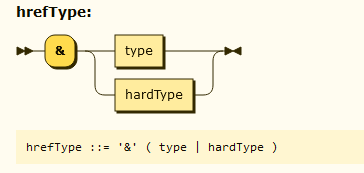 hrefType:
& type
hardType
hrefType ::= '&' ( type | hardType )